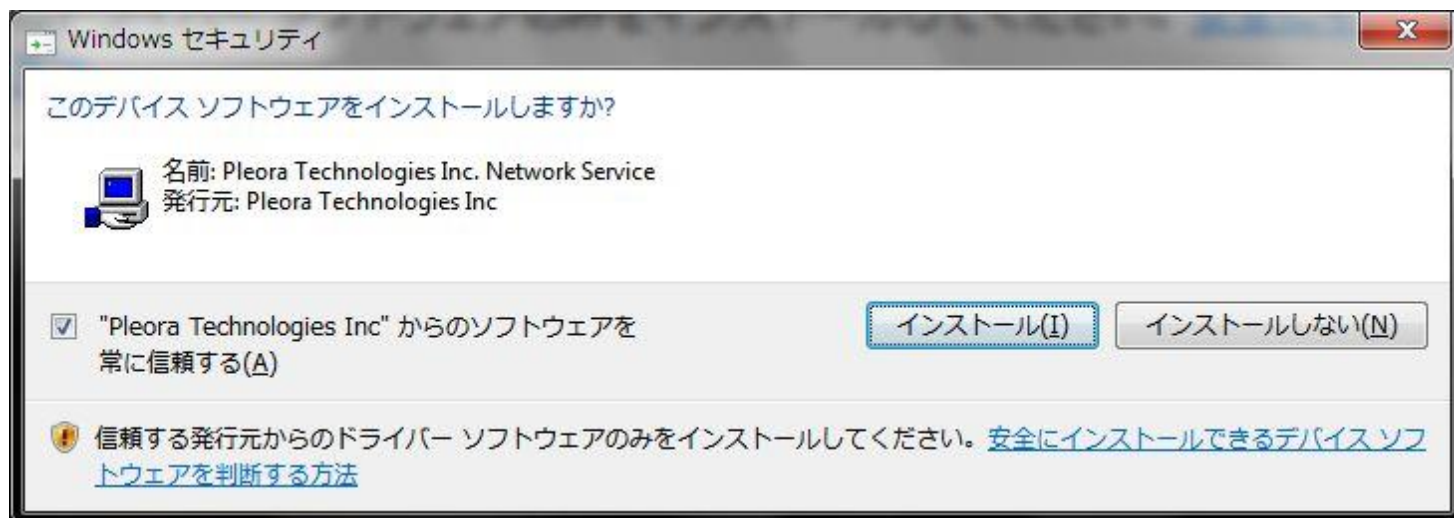 Windows セキュリティ
このデバイス ソフトウェアをインストールしますか?
名前: Pleora Technologies Inc. Network Service
発行元: Pleora Technologies Inc
"Pleora Technologies Inc" からのソフトウェアを
常に信頼する(A)
インストール(I)
インストールしない(N)
信頼する発行元からのドライバー ソフトウェアのみをインストールしてください。安全にインストールできるデバイス ソフ
トウェアを判断する方法